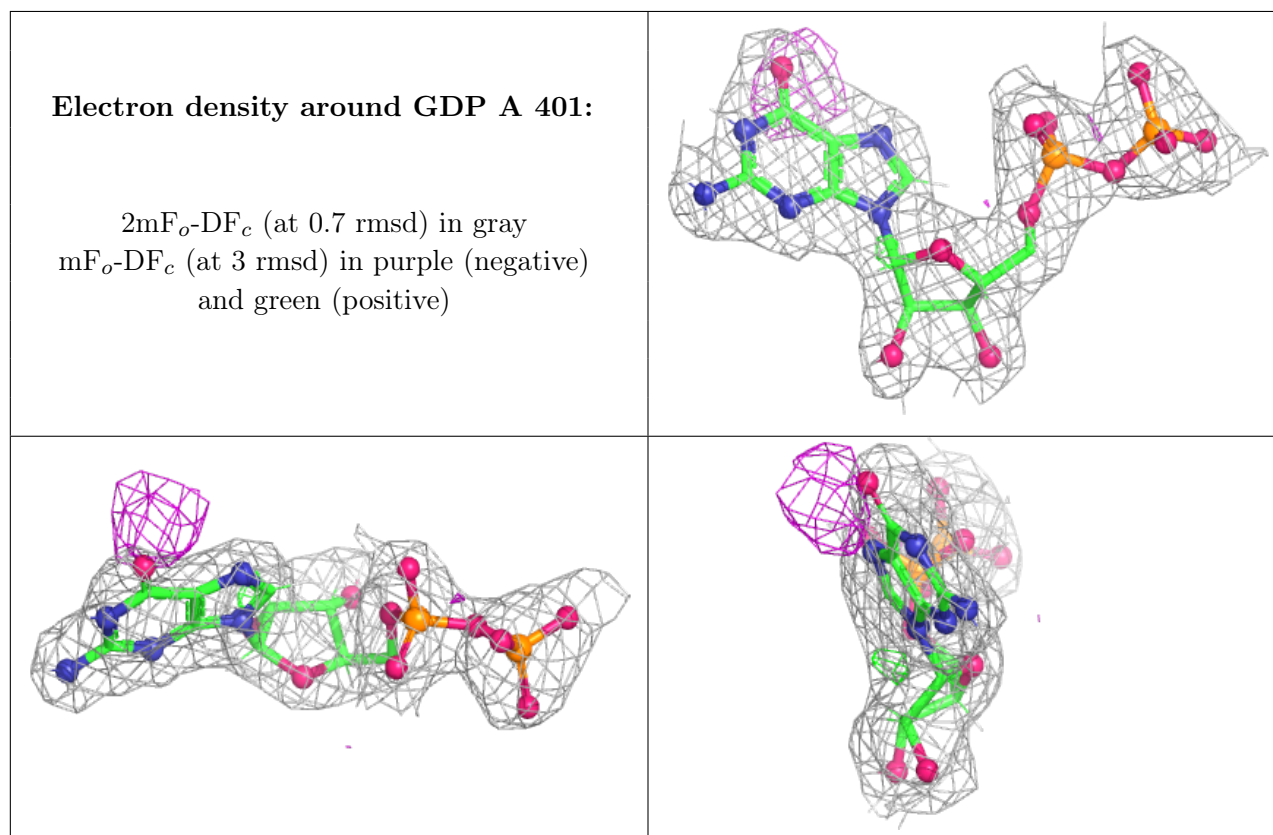 Electron density around GDP A 401:
2mFₒ-DF𝒸 (at 0.7 rmsd) in gray
mFₒ-DF𝒸 (at 3 rmsd) in purple (negative)
and green (positive)